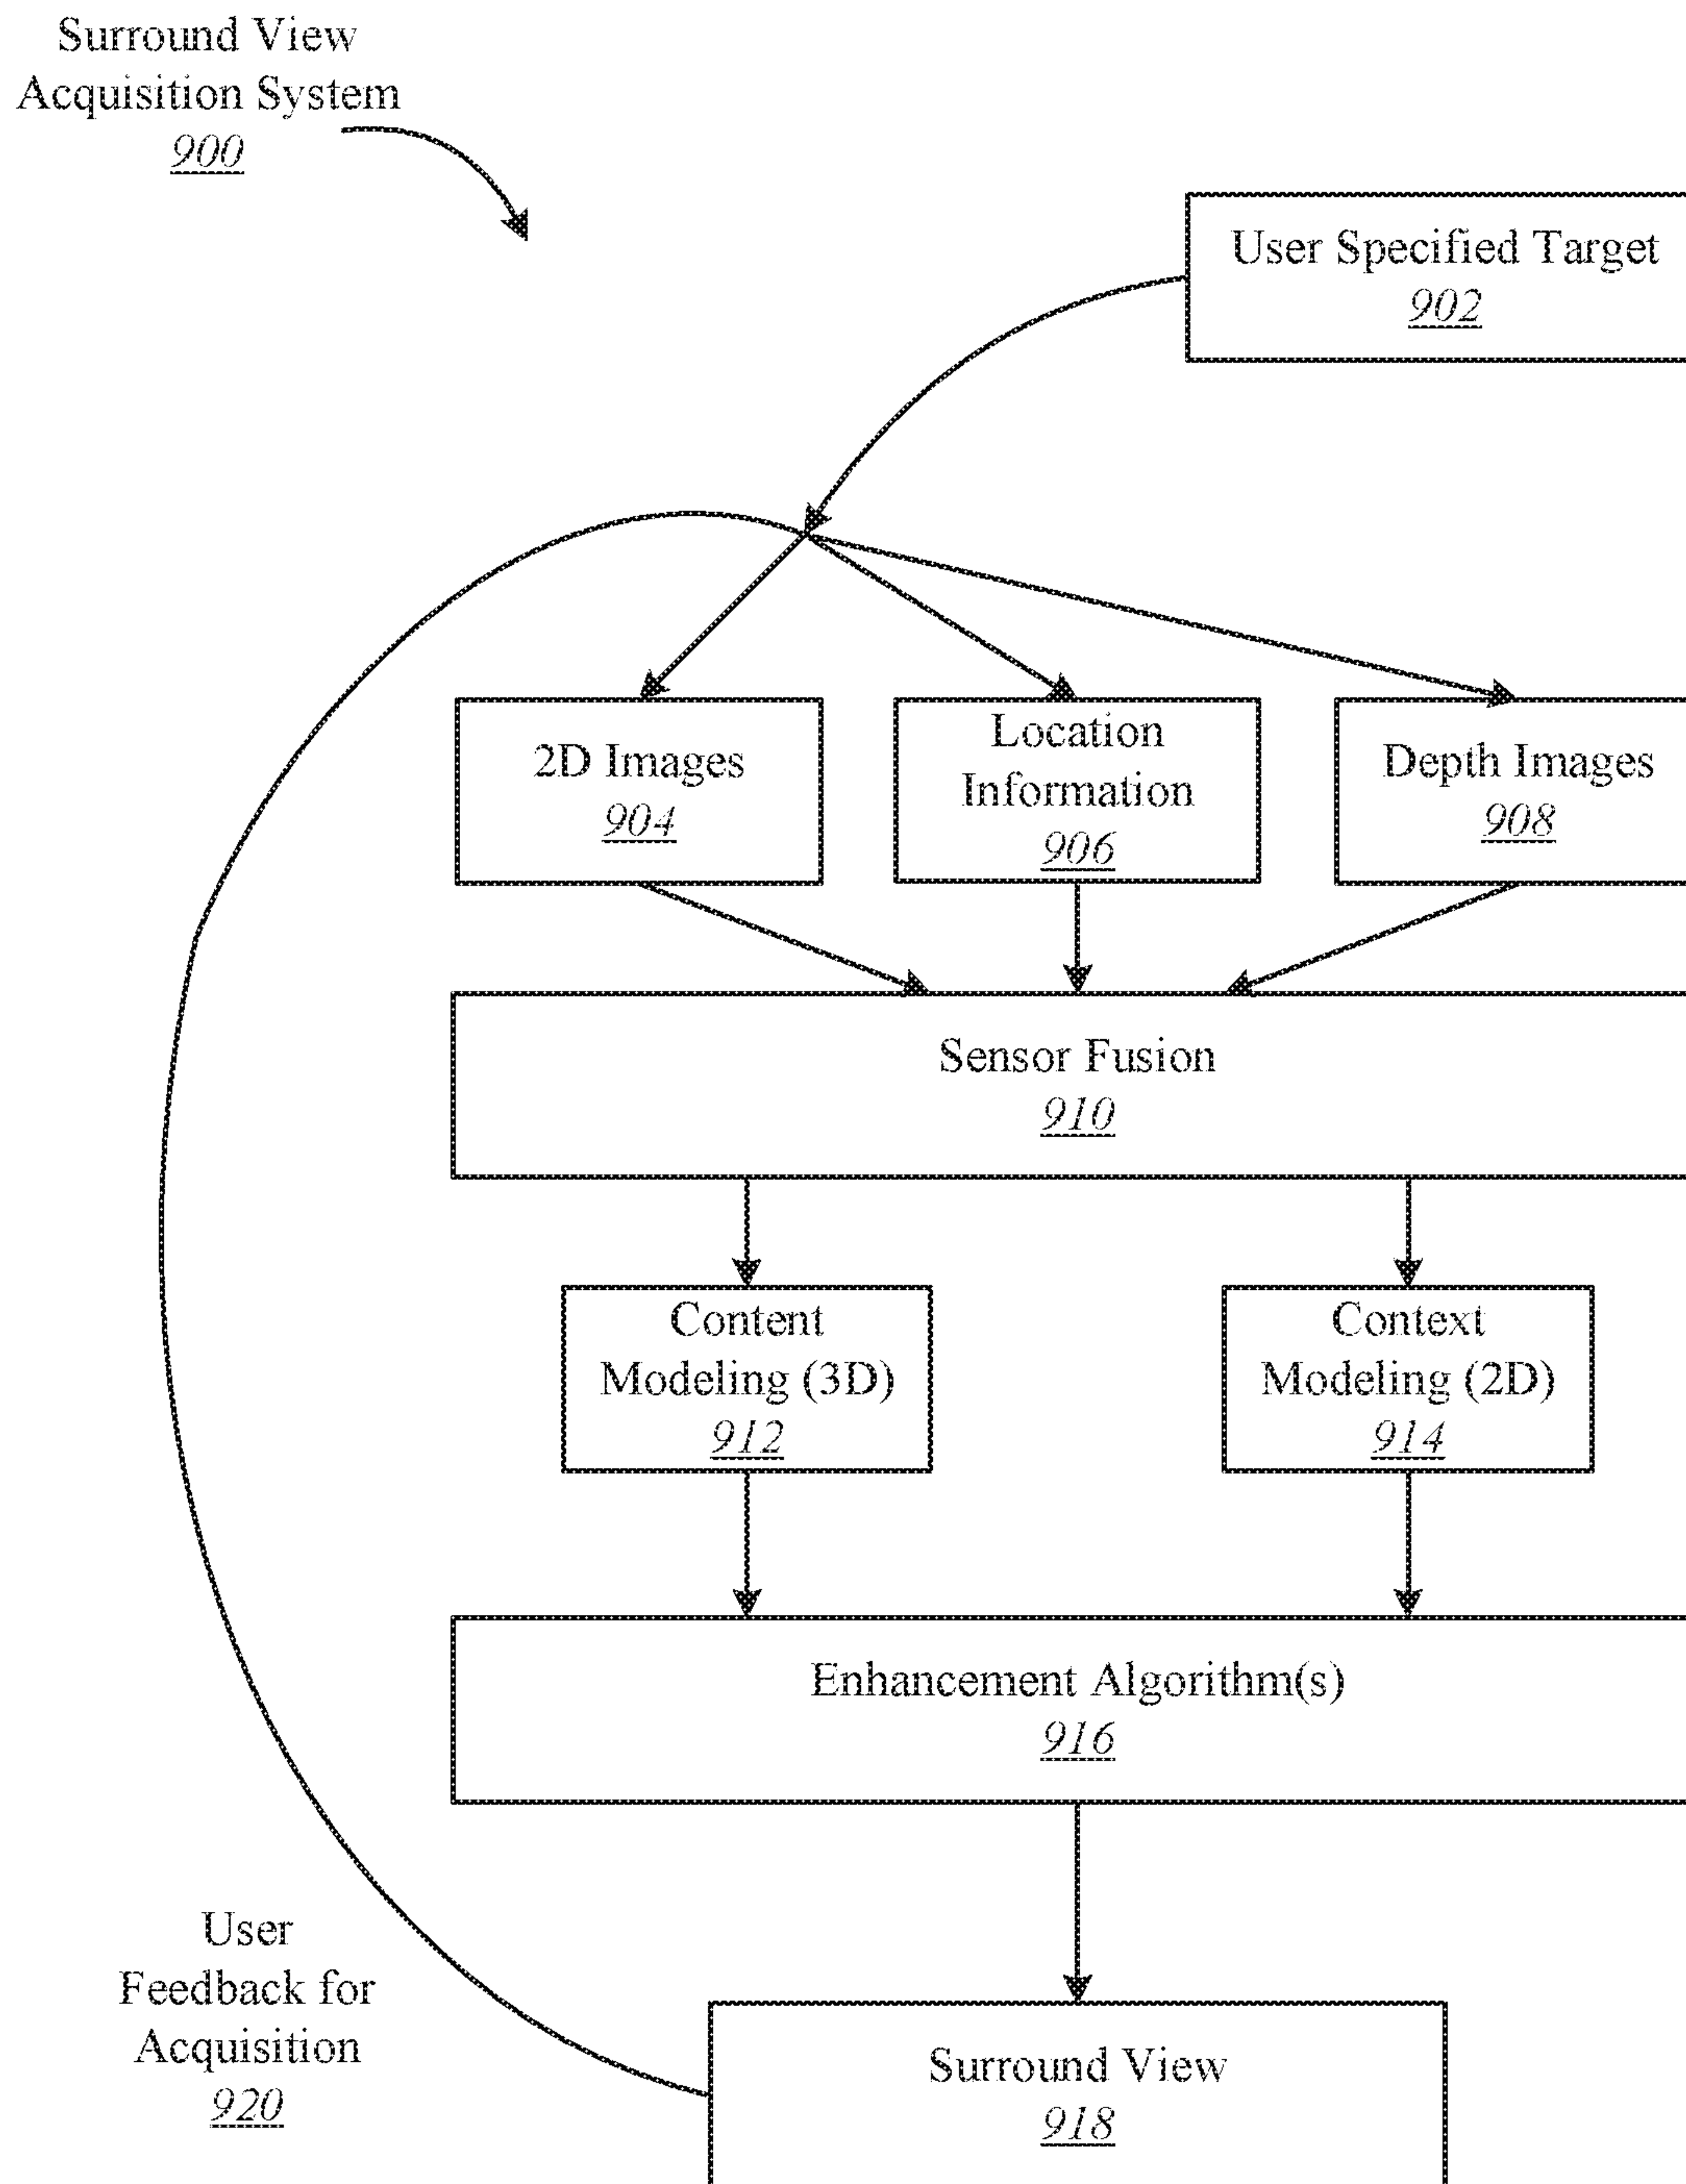 Surround View
Acquisition System
900
User Specified Target
902
2D Images
904
Location
Information
906
Depth Images
908
Sensor Fusion
910
Content
Modeling (3D)
912
Context
Modeling (2D)
914
Enhancement Algorithm(s)
916
User
Feedback for
Acquisition
920
Surround View
918